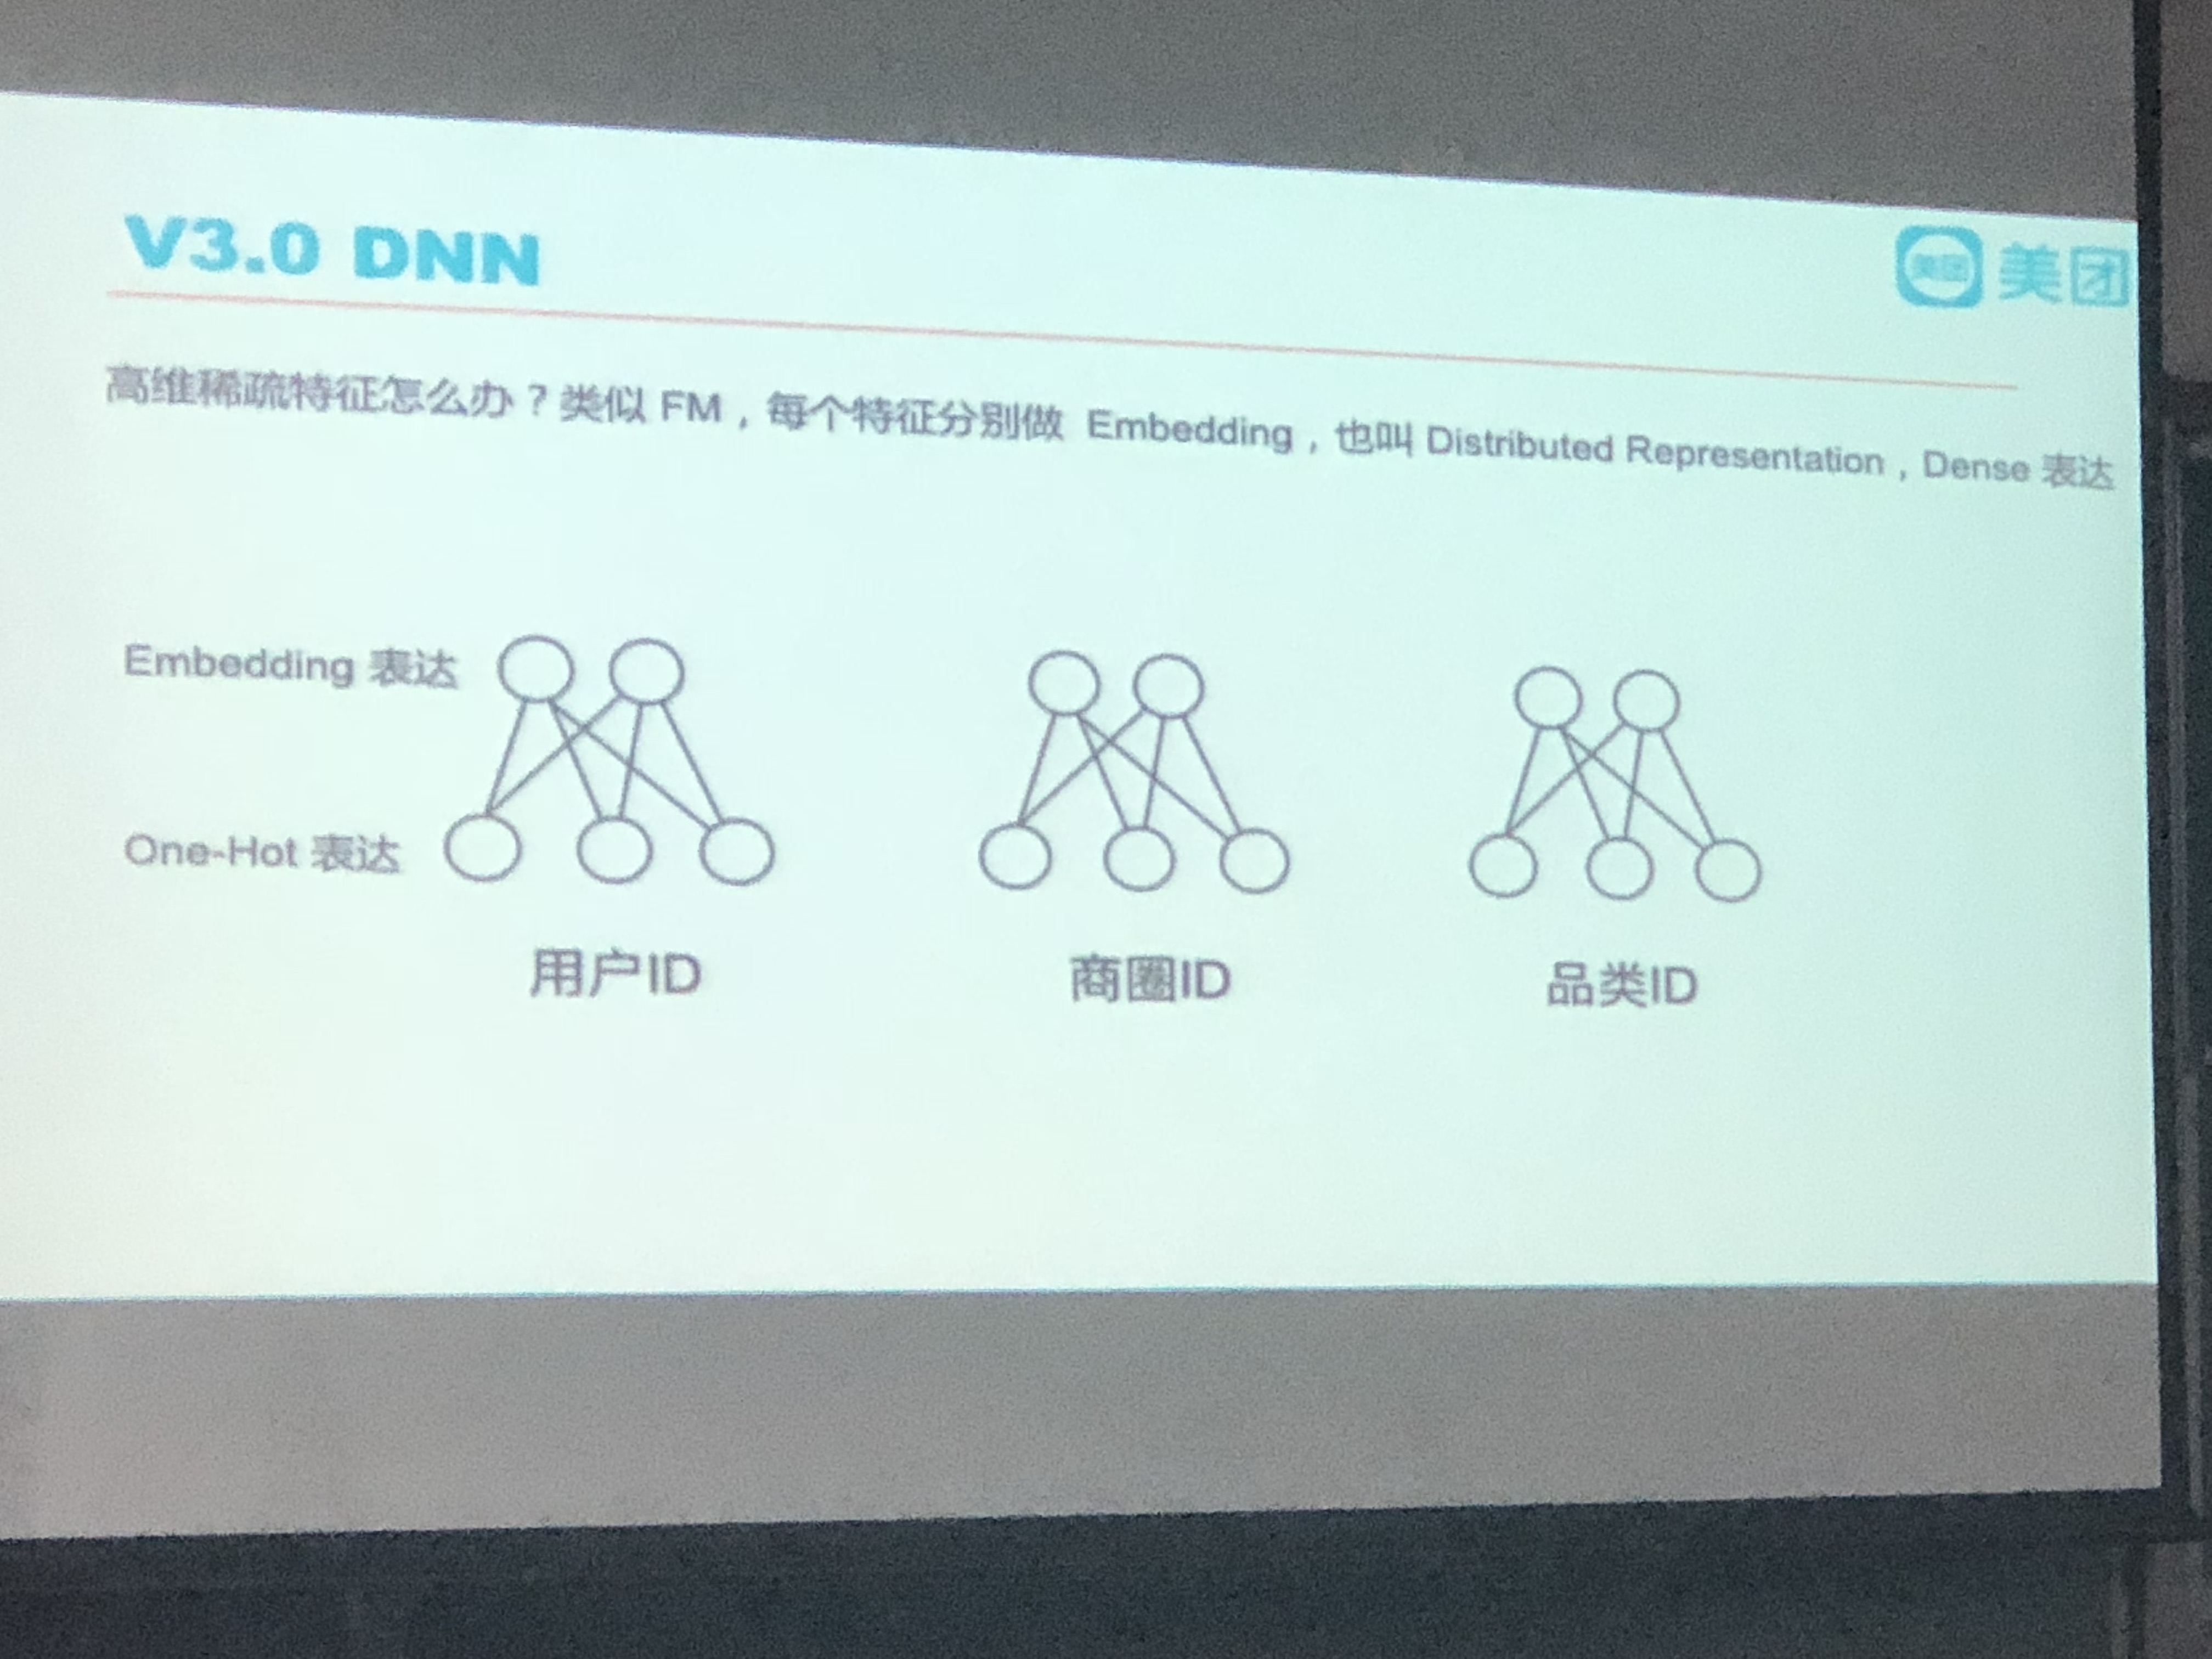 V3.0 DNN
美团
美团
高维稀疏特征怎么办？类似 FM，每个特征分别做 Embedding，也叫 Distributed Representation，Dense 表达
Embedding 表达
One-Hot 表达
用户ID
商圈ID
品类ID